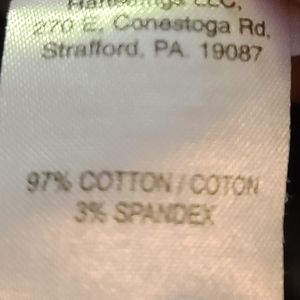 LLC,
270 E. Conestoga Rd,
Strafford, PA. 19087
97% COTTON / COTON
3% SPANDEX